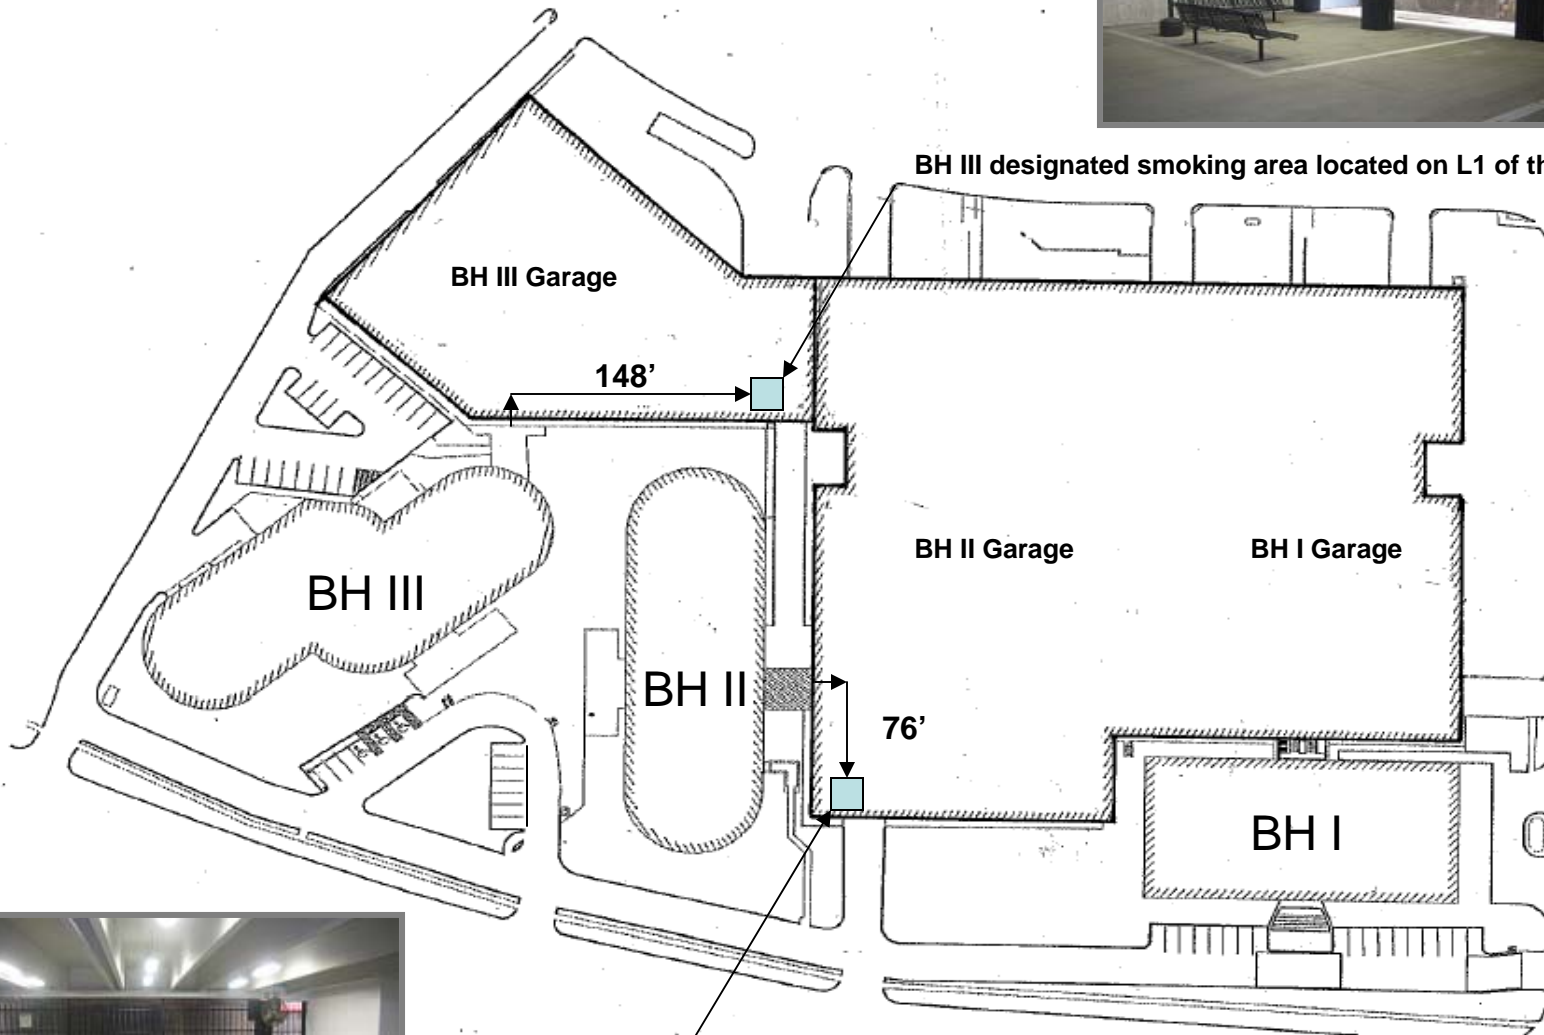 BH III designated smoking area located on L1 of
BH III Garage
148’
BH II Garage
BH I Garage
BH III
BH II
76’
BH I